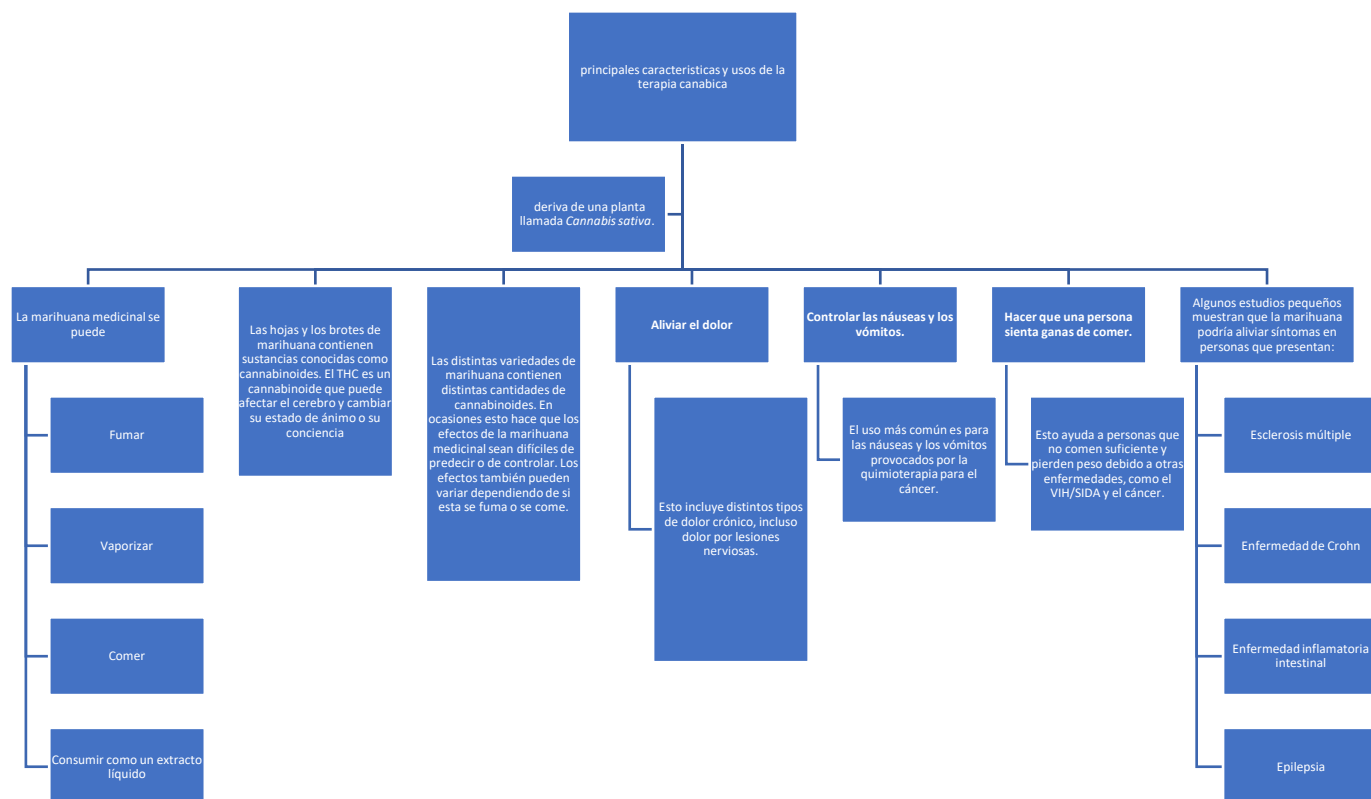 principales caracteristicas y usos de la
terapia canabica
deriva de una planta
llamada Cannabis sativa.
La marihuana medicinal se
puede
Fumar
Vaporizar
Comer
Consumir como un extracto
líquido
Las hojas y los brotes de
marihuana contienen
sustancias conocidas como
cannabinoides. El THC es un
cannabinoide que puede
afectar el cerebro y cambiar
su estado de ánimo o su
conciencia
Las distintas variedades de
marihuana contienen
distintas cantidades de
cannabinoides. En
ocasiones esto hace que los
efectos de la marihuana
medicinal sean difíciles de
predecir o de controlar. Los
efectos también pueden
variar dependiendo de si
esta se fuma o se come.
Aliviar el dolor
Esto incluye distintos tipos
de dolor crónico, incluso
dolor por lesiones
nerviosas.
Controlar las náuseas y los
vómitos.
El uso más común es para
las náuseas y los vómitos
provocados por la
quimioterapia para el
cáncer.
Hacer que una persona
sienta ganas de comer.
Esto ayuda a personas que
no comen suficiente y
pierden peso debido a otras
enfermedades, como el
VIH/SIDA y el cáncer.
Algunos estudios pequeños
muestran que la marihuana
podría aliviar síntomas en
personas que presentan:
Esclerosis múltiple
Enfermedad de Crohn
Enfermedad inflamatoria
intestinal
Epilepsia